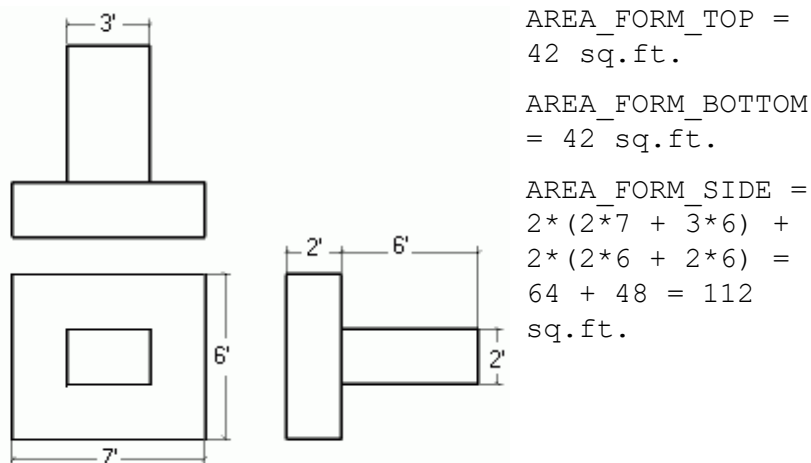 3'
2'
6'
6'
2'
7'
AREA_FORM_TOP =
42 sq.ft.
AREA_FORM_BOTTOM
= 42 sq.ft.
AREA_FORM_SIDE =
2*(2*7 + 3*6) +
2*(2*6 + 2*6) =
64 + 48 = 112
sq.ft.